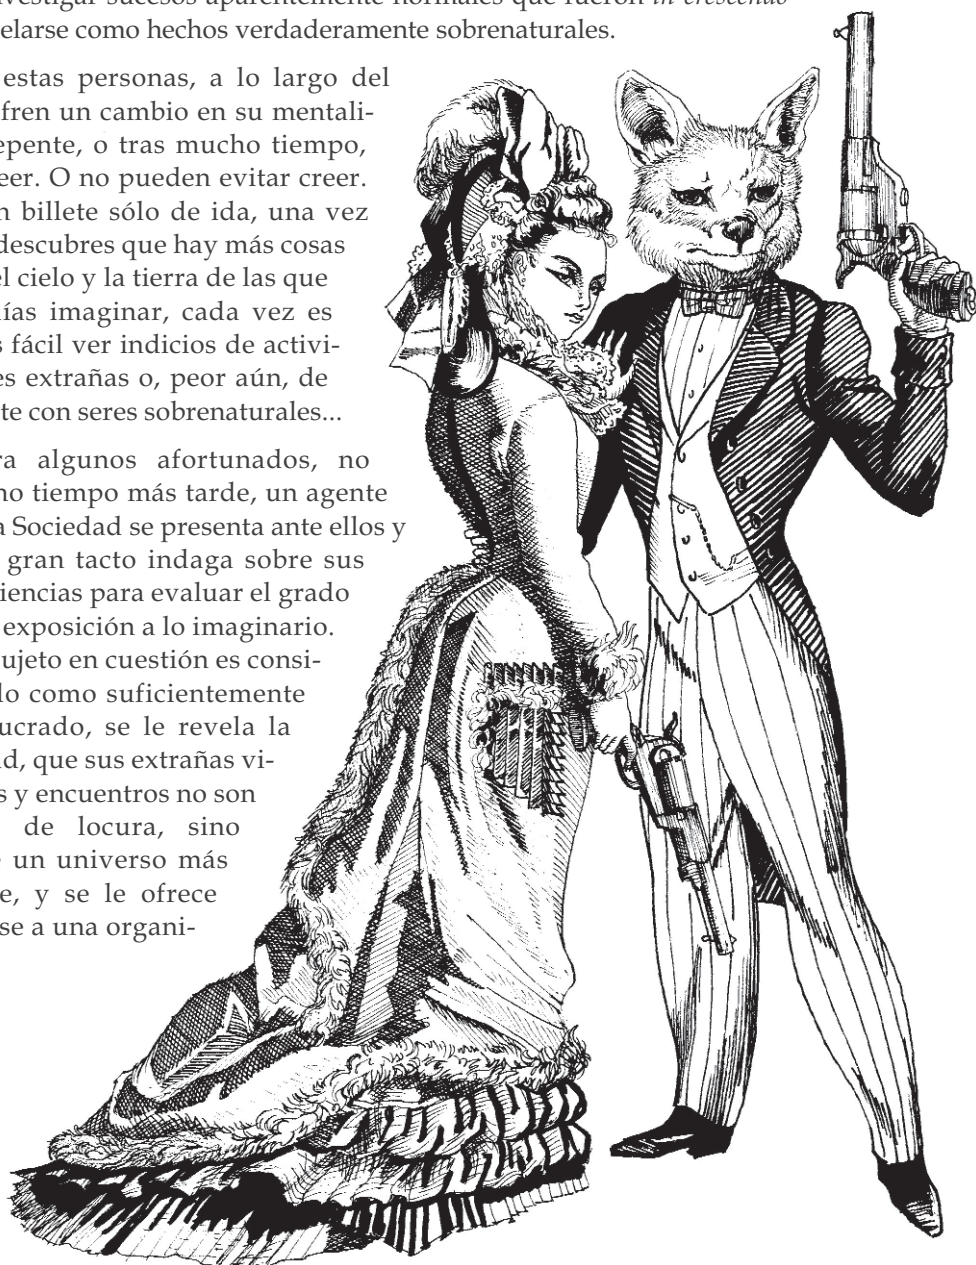 vestigar sucesos aparentemente normales que fueron in crescendo
elarse como hechos verdaderamente sobrenaturales.
estas personas, a lo largo del
fren un cambio en su mentali-
epente, o tras mucho tiempo,
eer. O no pueden evitar creer.
n billete sólo de ida, una vez
descubres que hay más cosas
el cielo y la tierra de las que
ías imaginar, cada vez es
s fácil ver indicios de activi-
es extrañas o, peor aún, de
te con seres sobrenaturales...
ra algunos afortunados, no
ho tiempo más tarde, un agente
a Sociedad se presenta ante ellos y
gran tacto indaga sobre sus
iencias para evaluar el grado
exposición a lo imaginario.
ujeto en cuestión es consi-
lo como suficientemente
ucrado, se le revela la
d, que sus extrañas vi-
s y encuentros no son
de locura, sino
e un universo más
e, y se le ofrece
se a una organi-